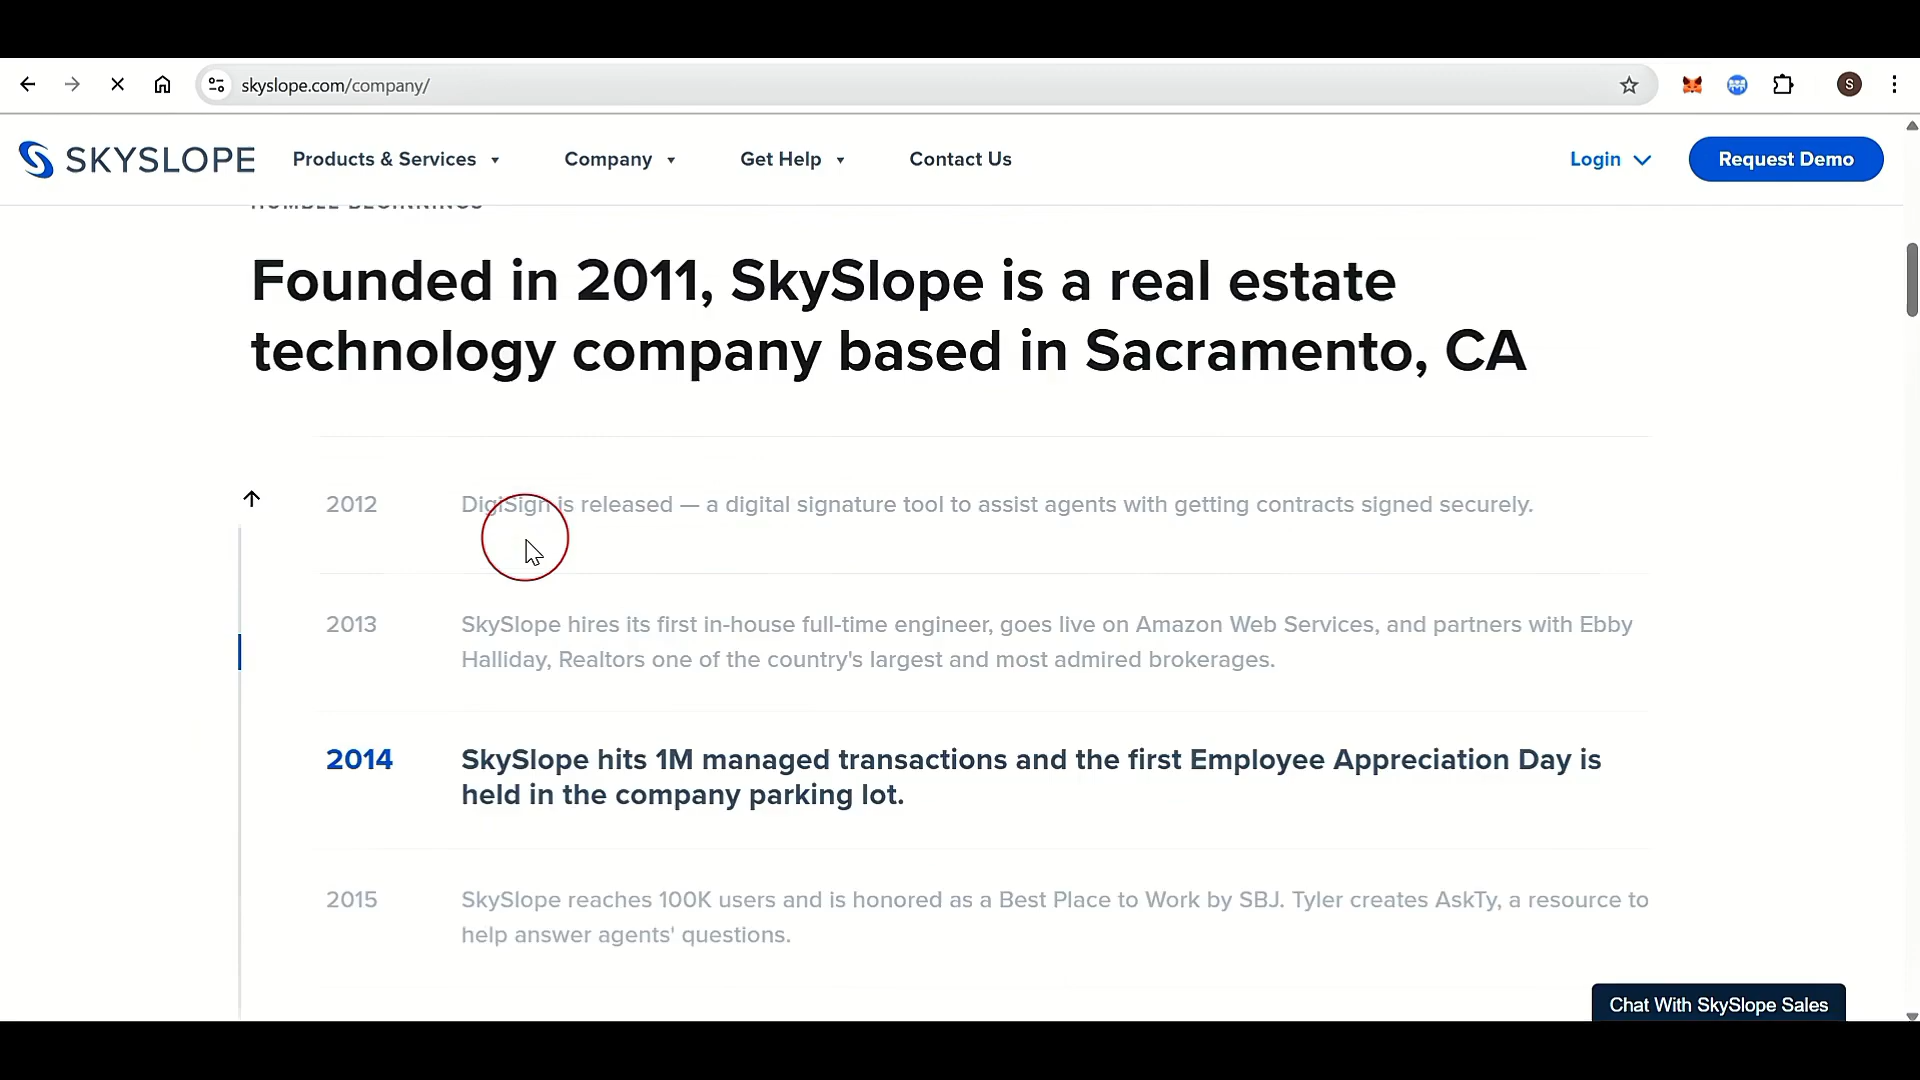 skyslope.com/company/
S
SKYSLOPE
Products & Services
Company
Get Help
Contact Us
Login
Request Demo
HUMBLE BEGINNINGS
Founded in 2011, SkySlope is a real estate
technology company based in Sacramento, CA
2012
DigiSign is released — a digital signature tool to assist agents with getting contracts signed securely.
2013
SkySlope hires its first in-house full-time engineer, goes live on Amazon Web Services, and partners with Ebby
Halliday, Realtors one of the country's largest and most admired brokerages.
2014
SkySlope hits 1M managed transactions and the first Employee Appreciation Day is
held in the company parking lot.
2015
SkySlope reaches 100K users and is honored as a Best Place to Work by SBJ. Tyler creates AskTy, a resource to
help answer agents' questions.
Chat With SkySlope Sales